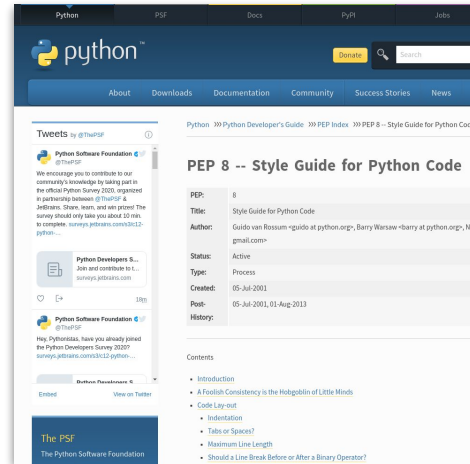 Python
PSF
Docs
PyPI
Jobs
python™
Donate
Search
About
Downloads
Documentation
Community
Success Stories
News
Tweets by @ThePSF
Python Software Foundation
@ThePSF
We encourage you to contribute to our
community's knowledge by taking part in
the official Python Survey 2020, organized
in partnership between @ThePSF &
JetBrains. Share, learn, and win prizes! The
survey should only take you about 10 min.
to complete. surveys.jetbrains.com/s3/c12-
python-…
Python Developers S...
Join and contribute to t…
surveys.jetbrains.com
18m
Python Software Foundation
@ThePSF
Hey, Pythonistas, have you already joined
the Python Developers Survey 2020?
surveys.jetbrains.com/s3/c12-python-…
Python Developers S
Embed
View on Twitter
The PSF
The Python Software Foundation
Python >>> Python Developer's Guide >>> PEP Index >>> PEP 8 -- Style Guide for Python Cod
PEP 8 -- Style Guide for Python Code
PEP: 8
Title: Style Guide for Python Code
Author: Guido van Rossum <guido at python.org>, Barry Warsaw <barry at python.org>, N
gmail.com>
Status: Active
Type: Process
Created: 05-Jul-2001
Post- 05-Jul-2001, 01-Aug-2013
History:
Contents
Introduction
A Foolish Consistency is the Hobgoblin of Little Minds
Code Lay-out
Indentation
Tabs or Spaces?
Maximum Line Length
Should a Line Break Before or After a Binary Operator?